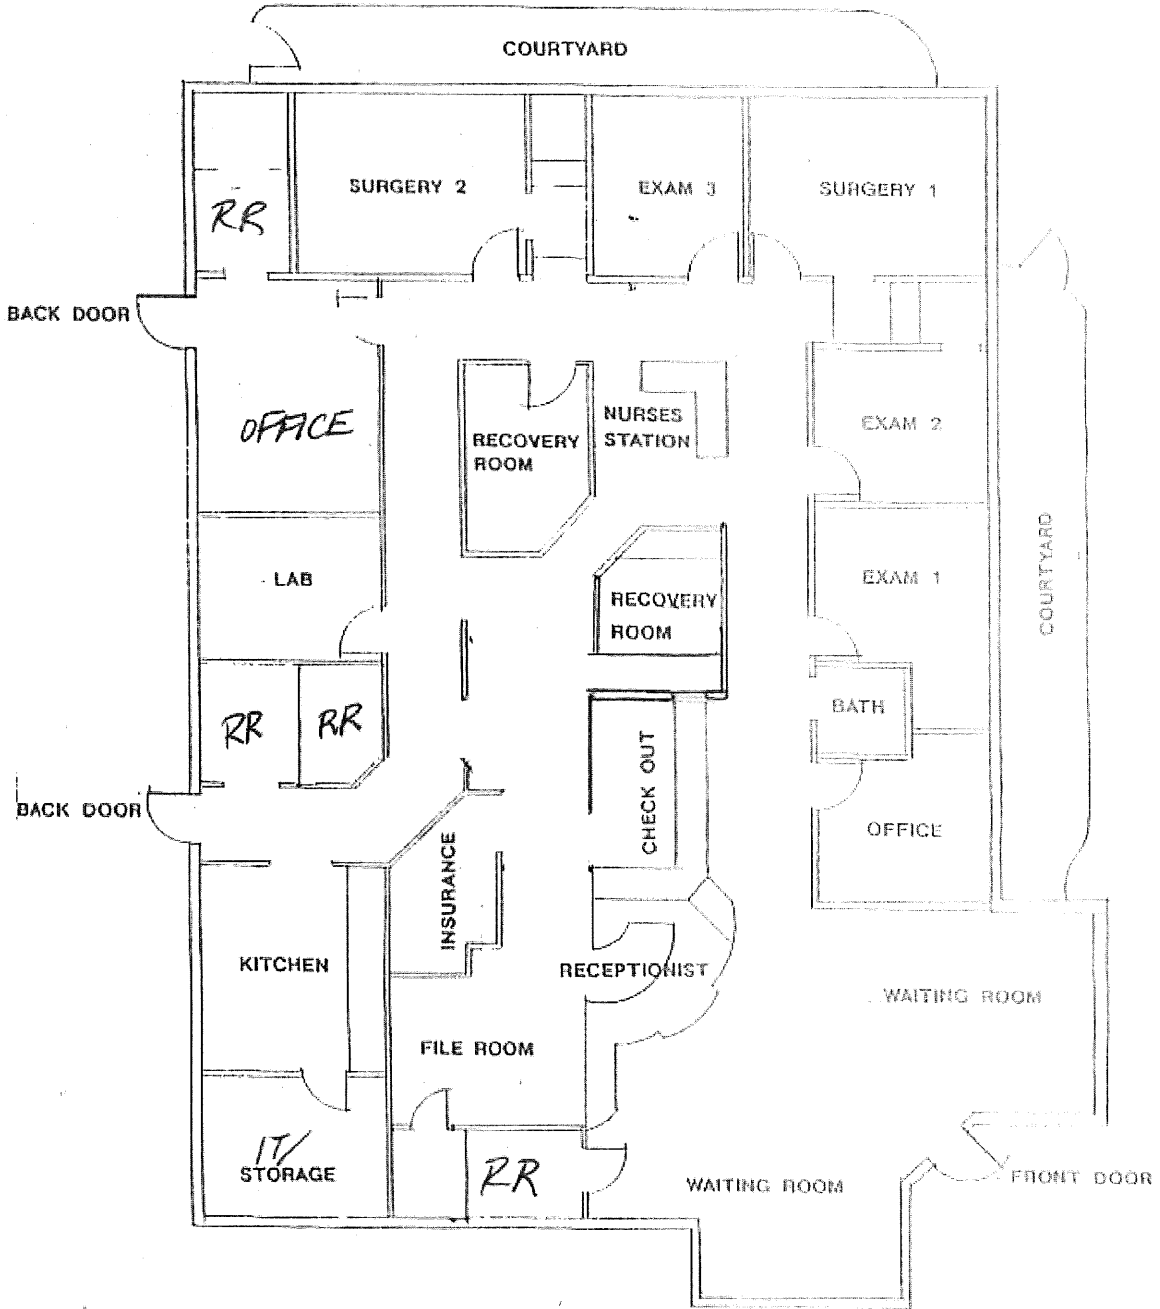 COURTYARD
SURGERY 2
EXAM 3
SURGERY 1
RR
BACK DOOR
OFFICE
RECOVERY
ROOM
NURSES
STATION
EXAM 2
LAB
EXAM 1
COURTYARD
RECOVERY
ROOM
RR
RR
BATH
CHECK OUT
BACK DOOR
OFFICE
INSURANCE
KITCHEN
RECEPTIONIST
WAITING ROOM
FILE ROOM
IT/
STORAGE
RR
WAITING ROOM
FRONT DOOR